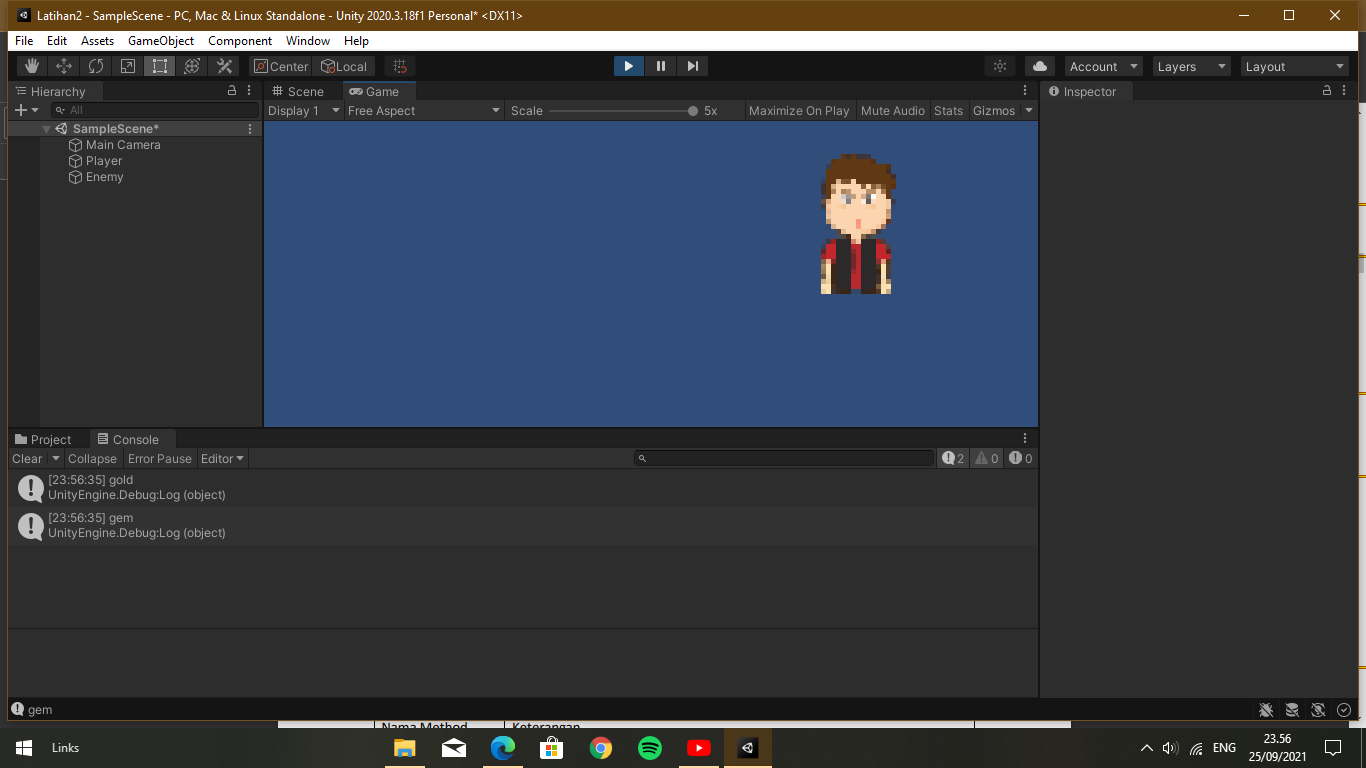 Latihan2 - SampleScene - PC, Mac & Linux Standalone - Unity 2020.3.18f1 Personal* <DX11>
File Edit Assets GameObject Component Window Help
Center Local Account Layers Layout
Hierarchy Scene Game Inspector
All Display 1 Free Aspect Scale 5x Maximize On Play Mute Audio Stats Gizmos
SampleScene*
Main Camera
Player
Enemy
Project Console
Clear Collapse Error Pause Editor 2 0 0
[23:56:35] gold
UnityEngine.Debug:Log (object)
[23:56:35] gem
UnityEngine.Debug:Log (object)
gem
Nama Method Keterangan
Links ENG 23.56
25/09/2021